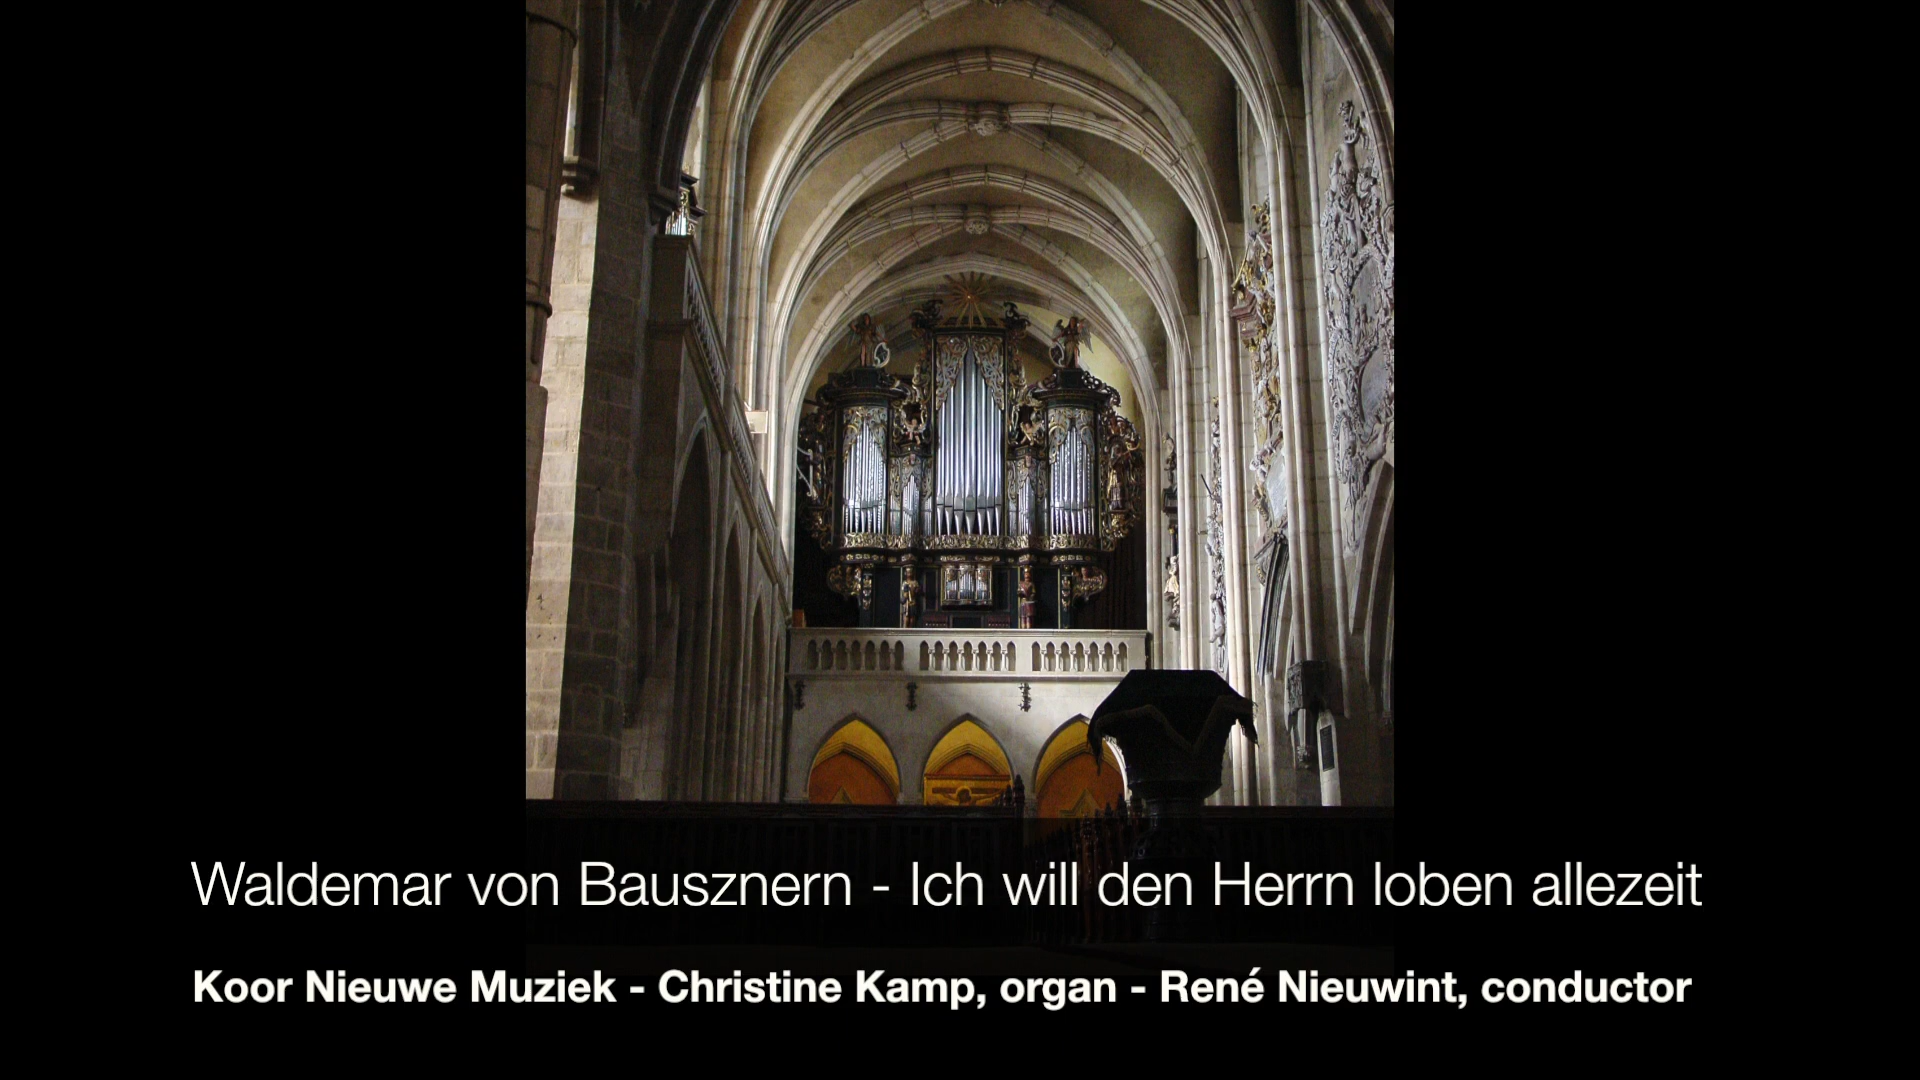 Waldemar von Bausznern - Ich will den Herrn loben allezeit
Koor Nieuwe Muziek - Christine Kamp, organ - René Nieuwint, conductor